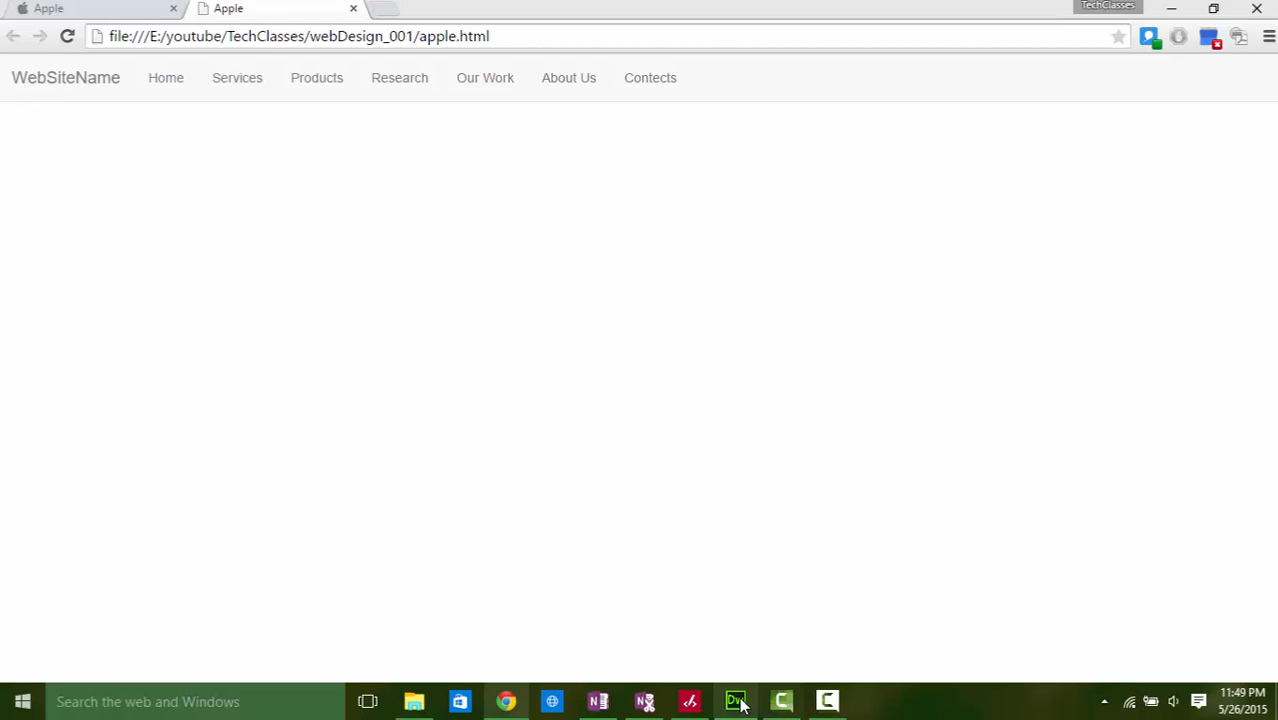 Apple
Apple
TechClasses
file:///E:/youtube/TechClasses/webDesign_001/apple.html
WebSiteName Home Services Products Research Our Work About Us Contects
Search the web and Windows
Dw
11:49 PM
5/26/2015